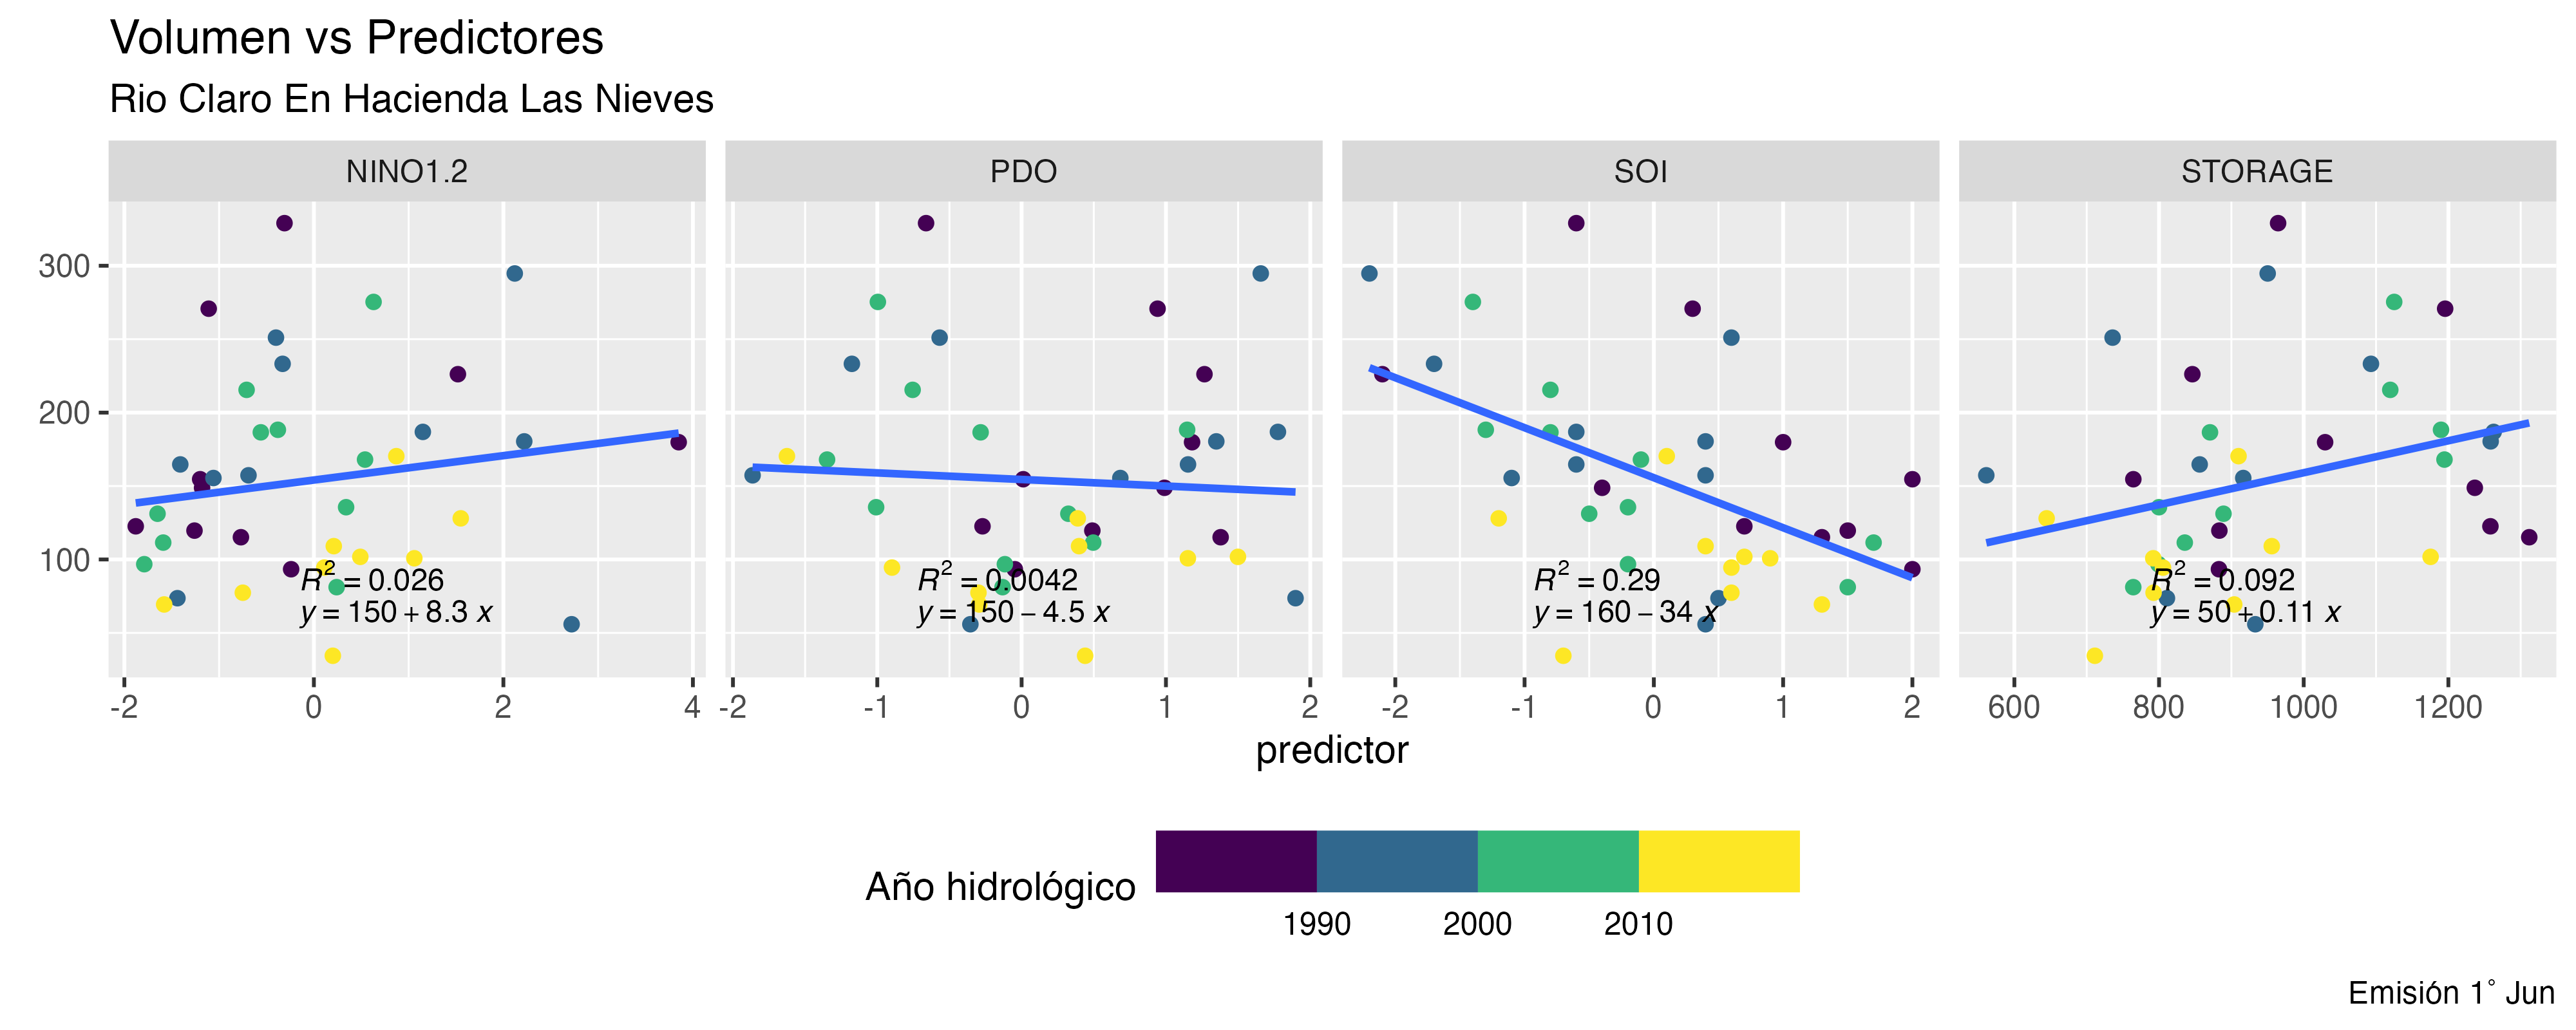 Volumen vs Predictores
Rio Claro En Hacienda Las Nieves
NINO1.2 PDO SOI STORAGE
300
200
100
R² = 0.026 R² = 0.0042 R² = 0.29 R² = 0.092
y = 150 + 8.3 x y = 150 − 4.5 x y = 160 − 34 x y = 50 + 0.11 x
-2 0 2 4 -2 -1 0 1 2 -2 -1 0 1 2 600 800 1000 1200
predictor
Año hidrológico
1990 2000 2010
Emisión 1° Jun